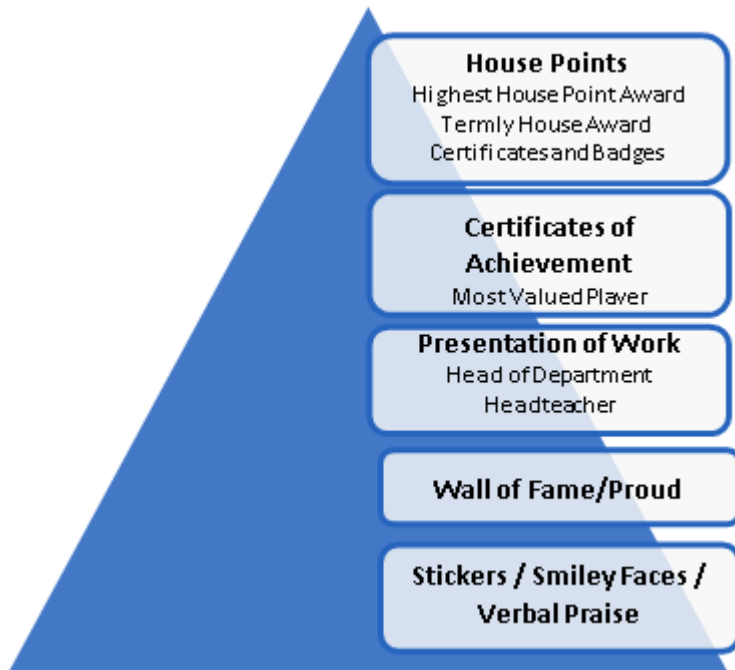 House Points
Highest House Point Award
Termly House Award
Certificates and Badges
Certificates of
Achievement
Most Valued Plaver
Presentation of Work
Head of Department
Headteacher
Wall of Fame/Proud
Stickers / Smiley Faces /
Verbal Praise